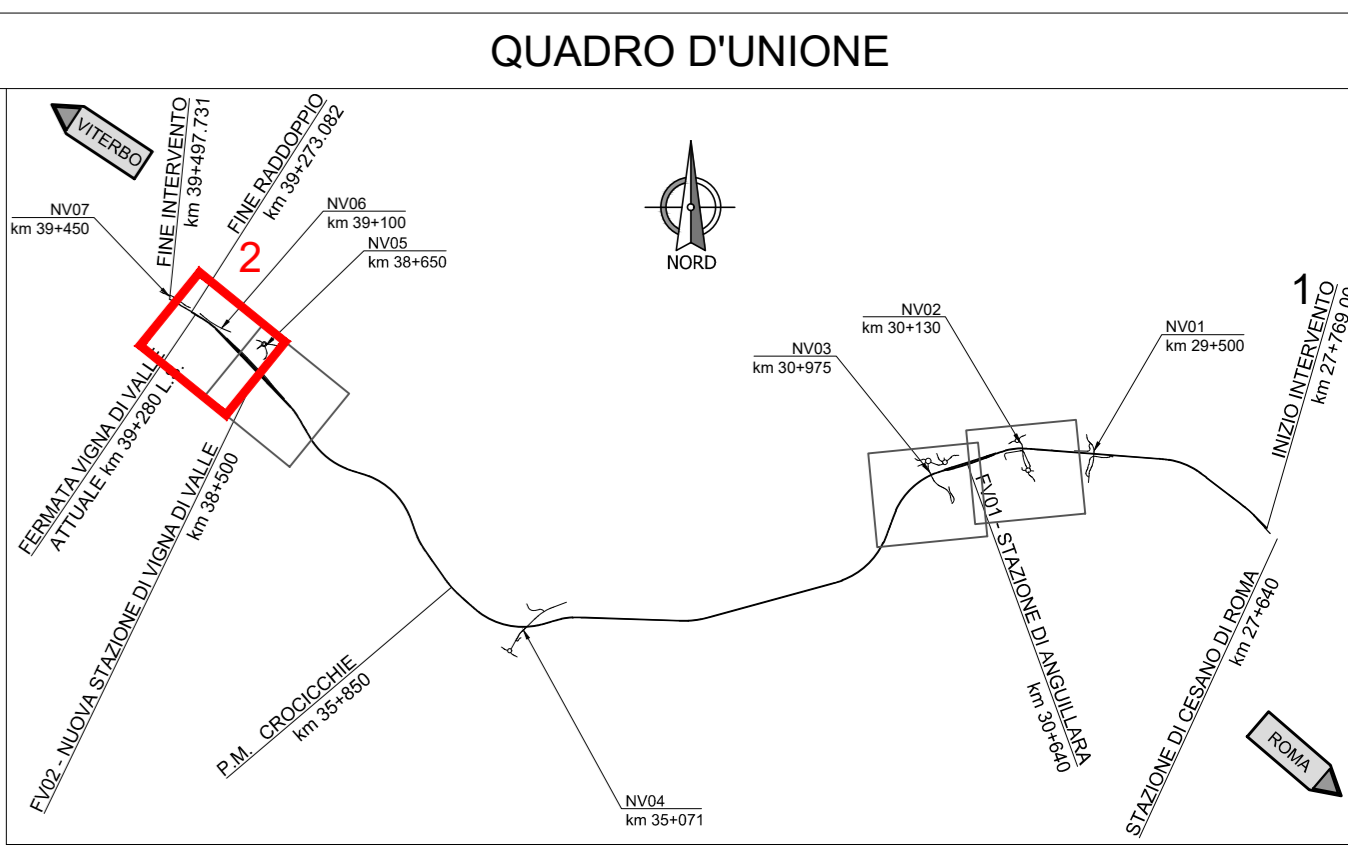 QUADRO D'UNIONE
VITERBO
FINE INTERVENTO
km 39+497.731
FINE RADDOPPIO
km 39+273.082
NV07
km 39+450
NV06
km 39+100
NV05
km 38+650
2
NORD
1
INIZIO INTERVENTO
km 27+769.00
NV02
km 30+130
NV01
km 29+500
NV03
km 30+975
FERMATA VIGNA DI VALLE
ATTUALE km 39+280 L.S.
FV02 - NUOVA STAZIONE DI VIGNA DI VALLE
km 38+500
P.M. CROCICCHIE
km 35+850
NV04
km 35+071
FV01 - STAZIONE DI ANGUILLARA
km 30+640
STAZIONE DI CESANO DI ROMA
km 27+640
ROMA